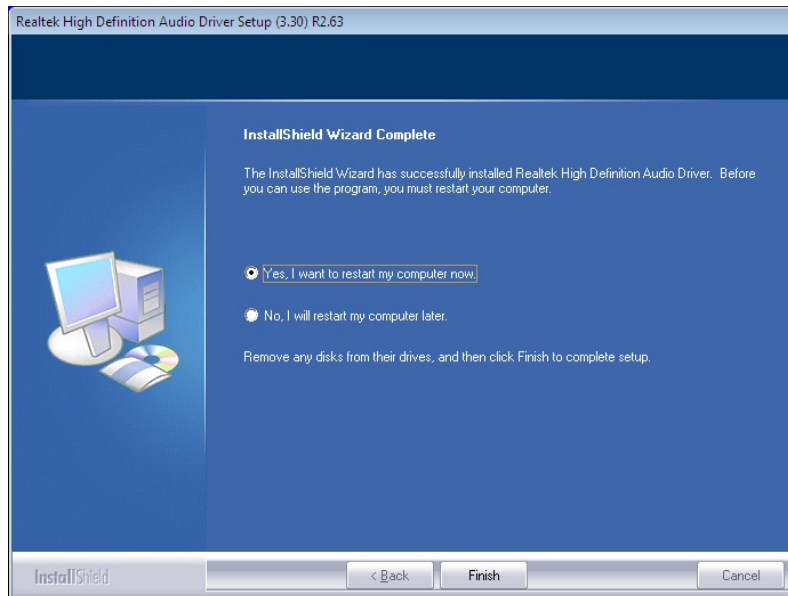 Realtek High Definition Audio Driver Setup (3.30) R2.63
InstallShield Wizard Complete
The InstallShield Wizard has successfully installed Realtek High Definition Audio Driver. Before
you can use the program, you must restart your computer.
Yes, I want to restart my computer now.
No, I will restart my computer later.
Remove any disks from their drives, and then click Finish to complete setup.
InstallShield
< Back
Finish
Cancel